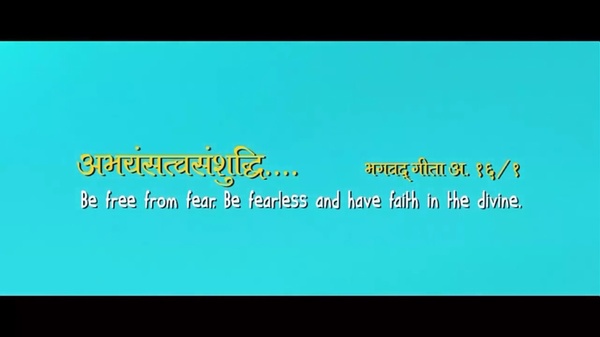 अभयंसत्वसंशुद्धि.... भगवद् गीता अ. १६/१
Be free from fear. Be fearless and have faith in the divine.